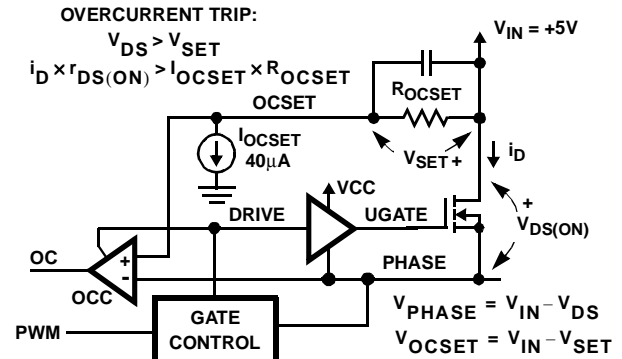 OVERCURRENT TRIP:
V_DS > V_SET
i_D × r_DS(ON) > I_OCSET × R_OCSET
V_IN = +5V
R_OCSET
OCSET
I_OCSET
40μA
V_SET +
i_D
VCC
DRIVE
UGATE
+
V_DS(ON)
OC
+
-
OCC
PHASE
PWM
GATE
CONTROL
V_PHASE = V_IN – V_DS
V_OCSET = V_IN – V_SET